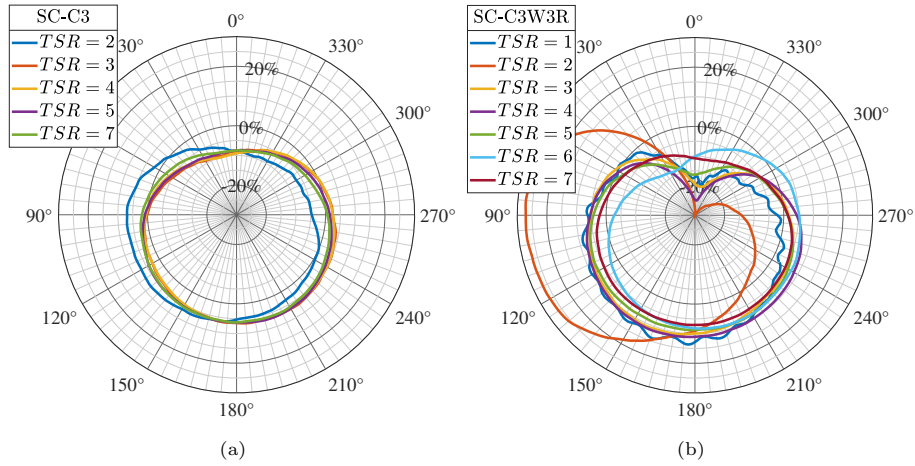 SC-C3
TSR = 2
TSR = 3
TSR = 4
TSR = 5
TSR = 7
0°
330°
300°
270°
240°
210°
180°
150°
120°
90°
30°
20%
0%
-20%
(a)
SC-C3W3R
TSR = 1
TSR = 2
TSR = 3
TSR = 4
TSR = 5
TSR = 6
TSR = 7
0°
330°
300°
270°
240°
210°
180°
150°
120°
90°
20%
0%
(b)